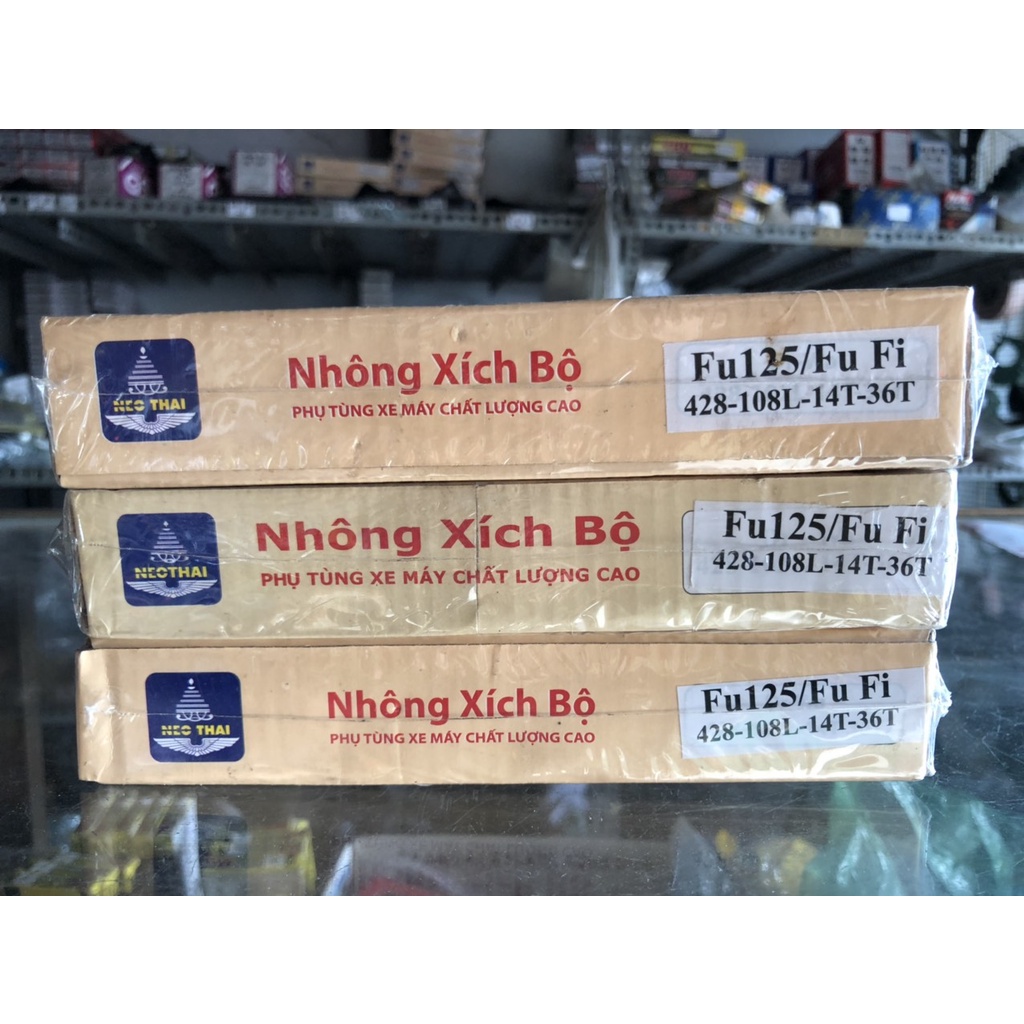 NEO THAI
Nhông Xích Bộ
PHỤ TÙNG XE MÁY CHẤT LƯỢNG CAO
Fu125/Fu Fi
428-108L-14T-36T
NEOTHAI
Nhông Xích Bộ
PHỤ TÙNG XE MÁY CHẤT LƯỢNG CAO
Fu125/Fu Fi
428-108L-14T-36T
NEO THAI
Nhông Xích Bộ
PHỤ TÙNG XE MÁY CHẤT LƯỢNG CAO
Fu125/Fu Fi
428-108L-14T-36T